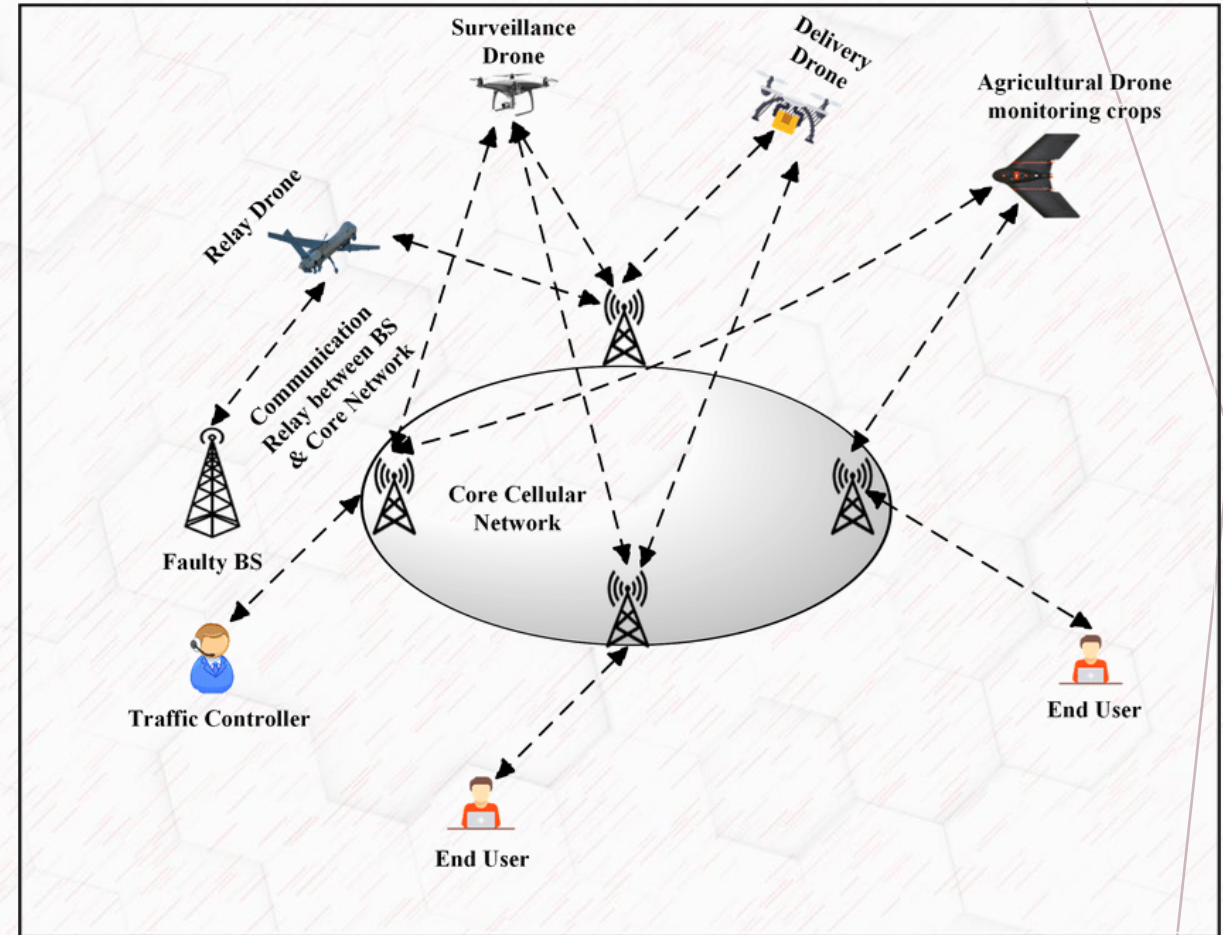 Surveillance
Drone
Delivery
Drone
Agricultural Drone
monitoring crops
Relay Drone
Communication
Relay between BS
& Core Network
Core Cellular
Network
Faulty BS
Traffic Controller
End User
End User